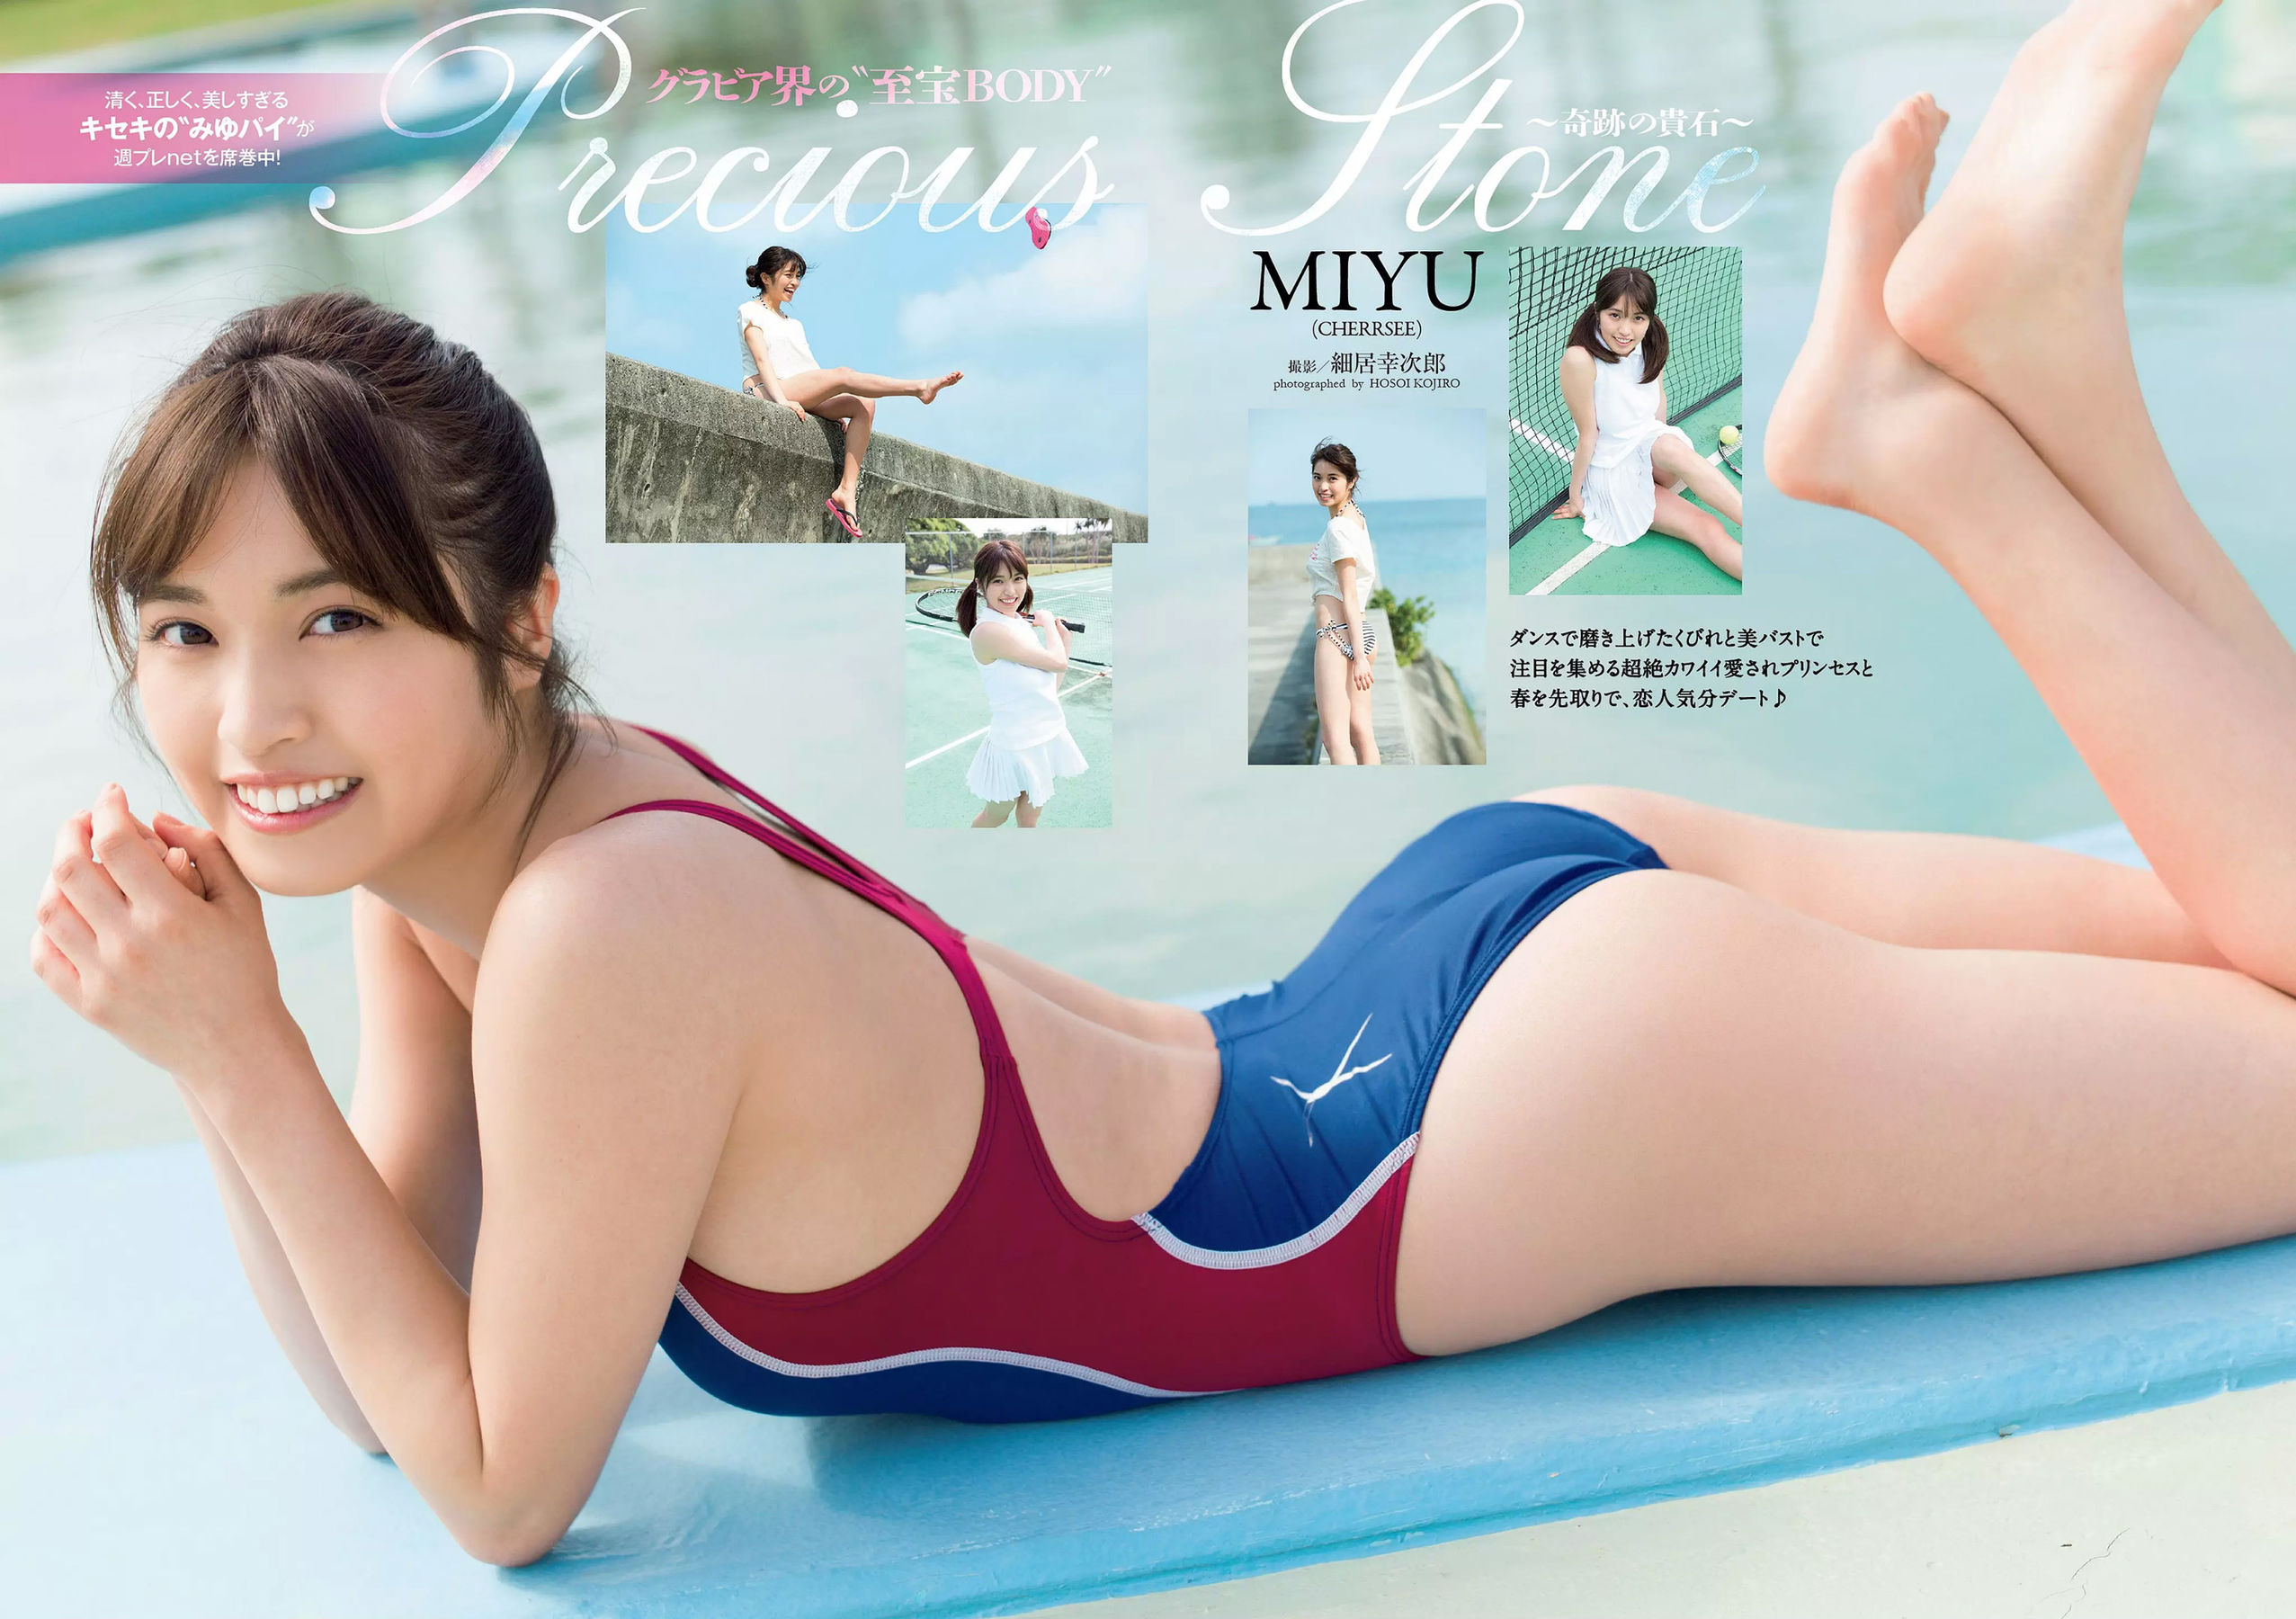 清く、正しく、美しすぎる
キセキの“みゆパイ”が
週プレnetを席巻中!
グラビア界の“至宝BODY”
Precious Stone
～奇跡の貴石～
MIYU
(CHERRSEE)
撮影／細居幸次郎
photographed by HOSOI KOJIRO
ダンスで磨き上げたくびれと美バストで
注目を集める超絶カワイイ愛されプリンセスと
春を先取りで、恋人気分デート♪